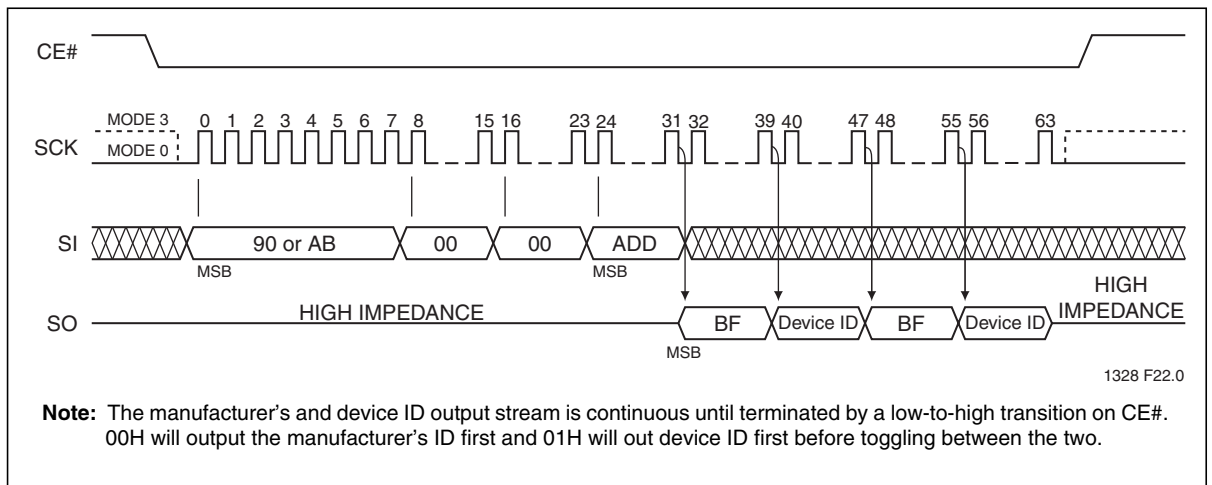 CE#
MODE 3 0 1 2 3 4 5 6 7 8 15 16 23 24 31 32 39 40 47 48 55 56 63
SCK MODE 0
SI 90 or AB 00 00 ADD
MSB MSB
HIGH
HIGH IMPEDANCE IMPEDANCE
SO BF Device ID BF Device ID
MSB
1328 F22.0
Note: The manufacturer's and device ID output stream is continuous until terminated by a low-to-high transition on CE#.
00H will output the manufacturer's ID first and 01H will out device ID first before toggling between the two.